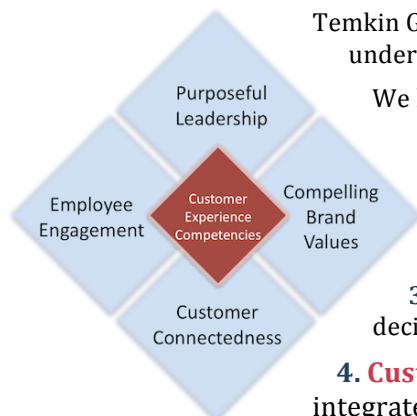 Temkin
under
We
Purposeful
Leadership
Employee
Engagement
Customer
Experience
Competencies
Compelling
Brand
Values
Customer
Connectedness
3
deci
4. Cust
integrate